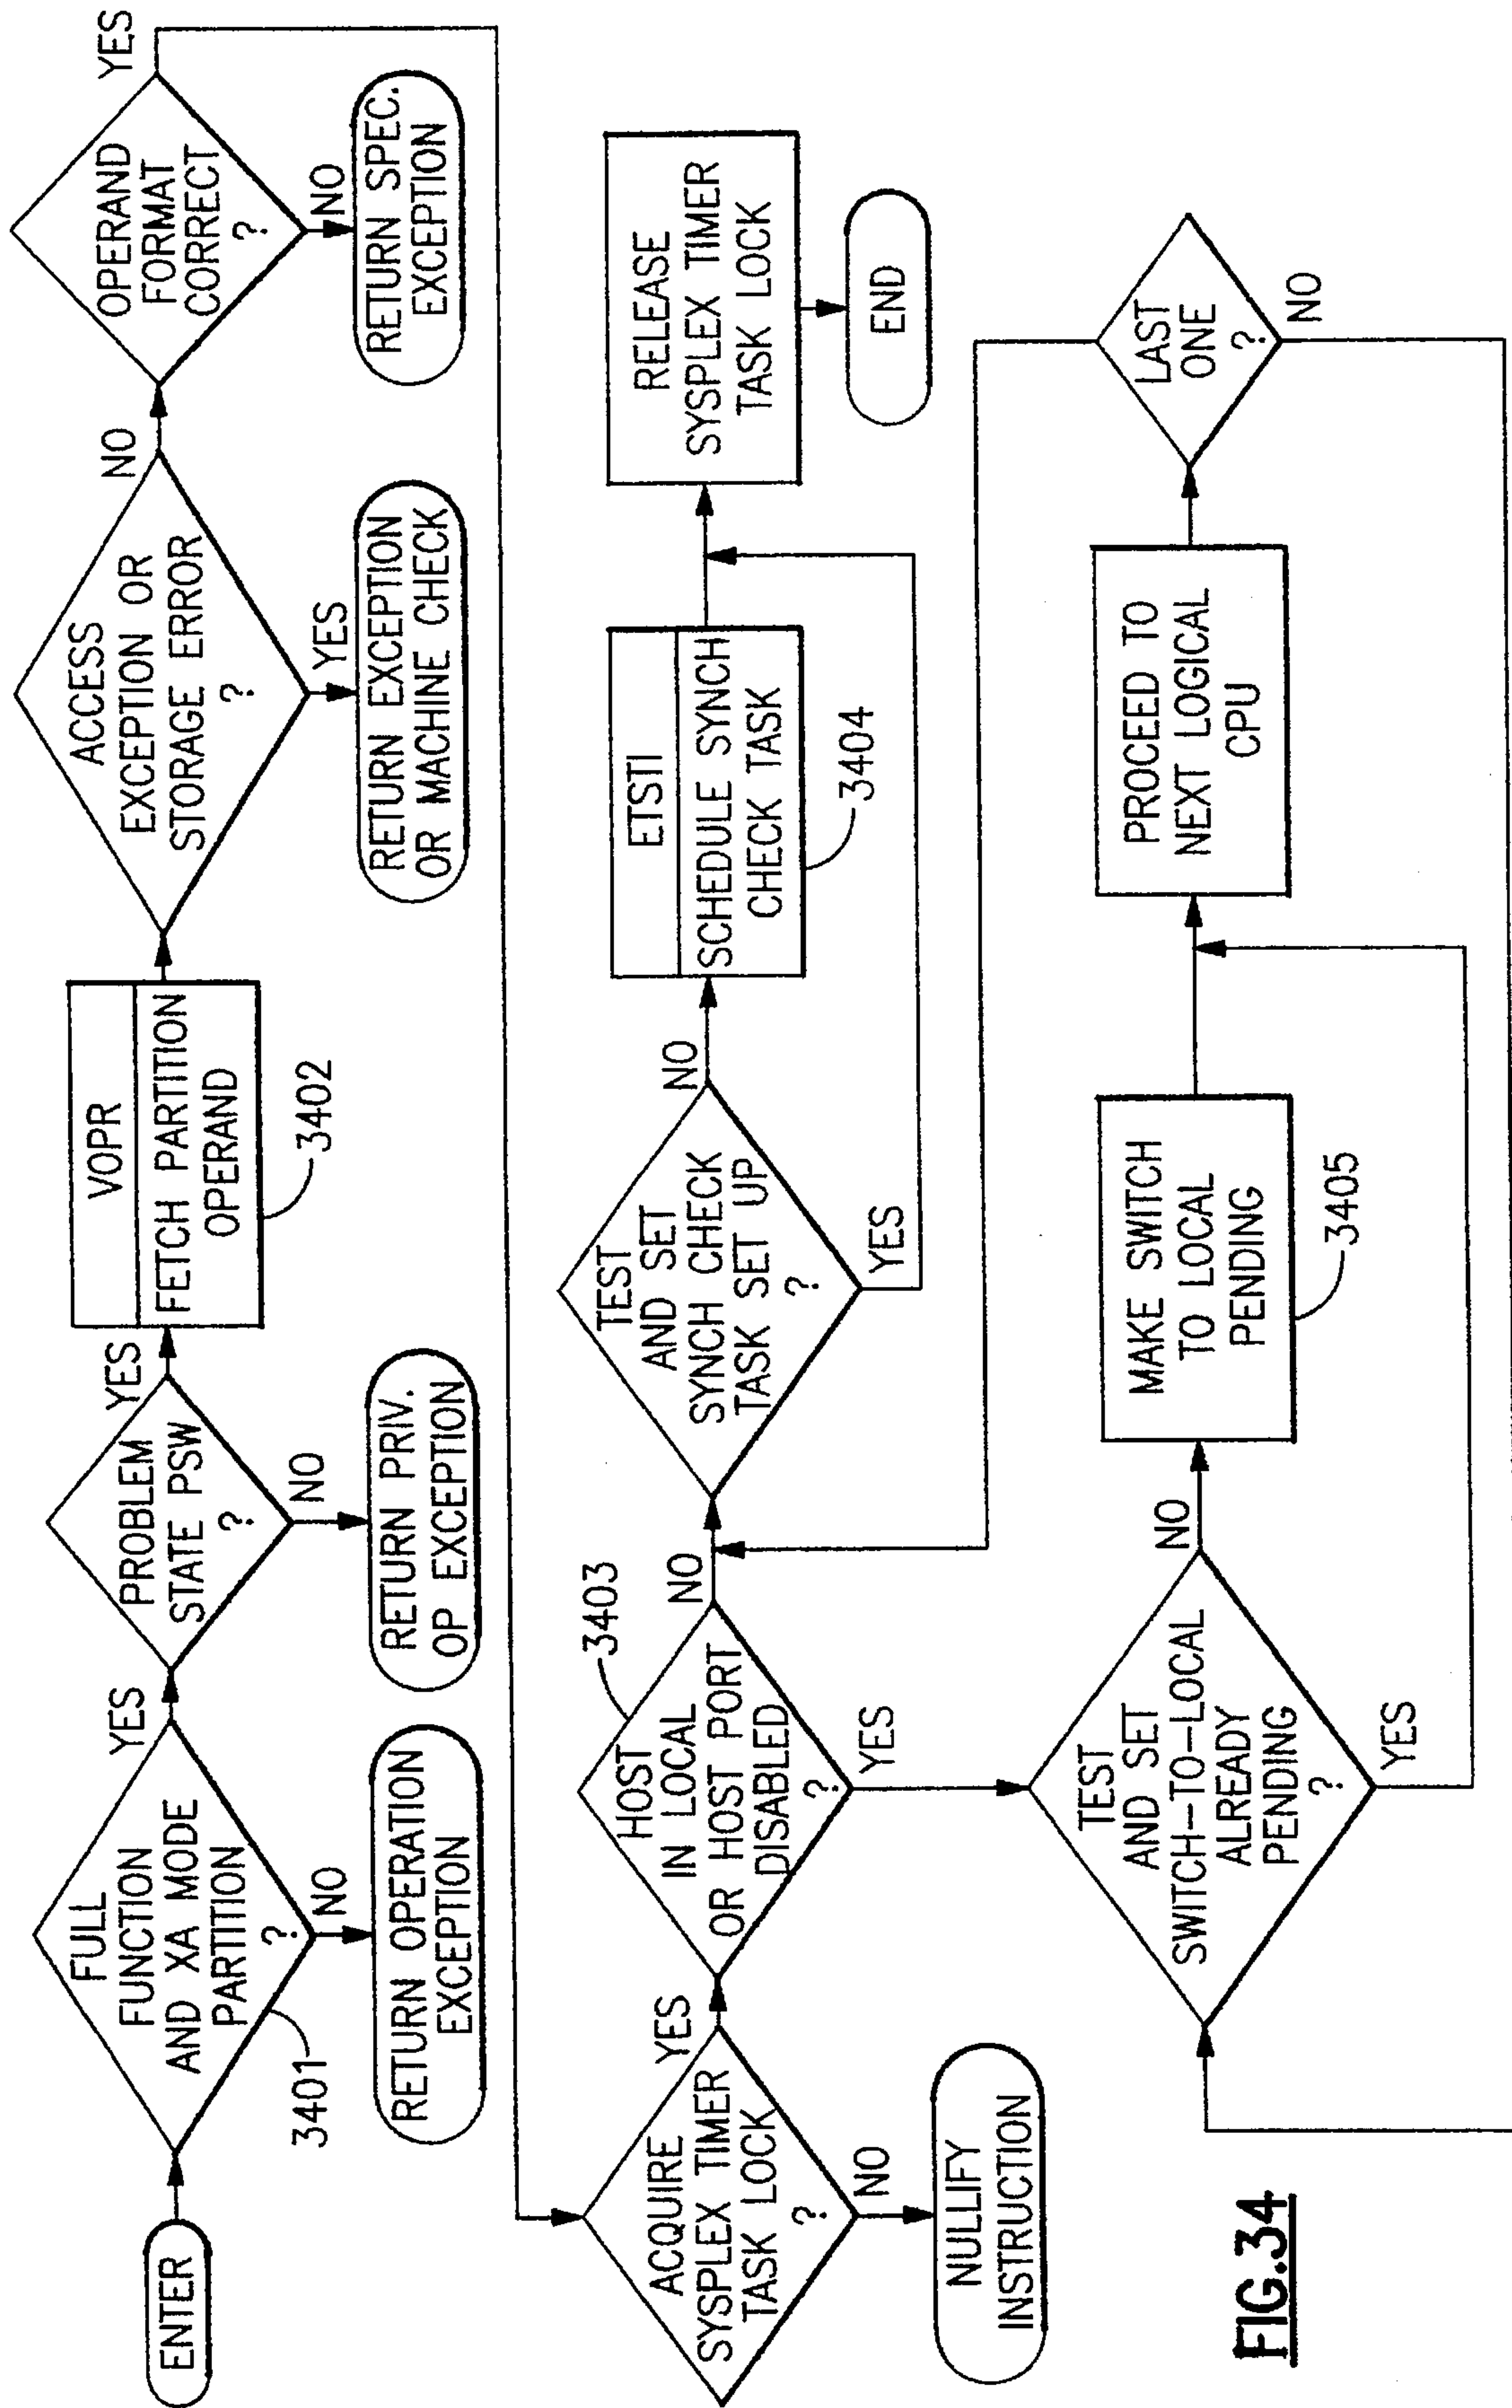 ENTER
FULL
FUNCTION
AND XA MODE
PARTITION
?
3401
YES
NO
RETURN OPERATION
EXCEPTION
PROBLEM
STATE PSW
?
YES
NO
RETURN PRIV.
OP EXCEPTION
VOPR
FETCH PARTITION
OPERAND
3402
ACCESS
EXCEPTION OR
STORAGE ERROR
?
NO
YES
RETURN EXCEPTION
OR MACHINE CHECK
OPERAND
FORMAT
CORRECT
?
YES
NO
RETURN SPEC.
EXCEPTION
ACQUIRE
SYSPLEX TIMER
TASK LOCK
?
YES
NO
NULLIFY
INSTRUCTION
3403
HOST
IN LOCAL
OR HOST PORT
DISABLED
?
NO
YES
TEST
AND SET
SYNCH CHECK
TASK SET UP
?
NO
YES
ETSTI
SCHEDULE SYNCH
CHECK TASK
3404
RELEASE
SYSPLEX TIMER
TASK LOCK
END
TEST
AND SET
SWITCH-TO-LOCAL
ALREADY
PENDING
?
NO
YES
MAKE SWITCH
TO LOCAL
PENDING
3405
PROCEED TO
NEXT LOGICAL
CPU
LAST
ONE
?
NO
FIG.34